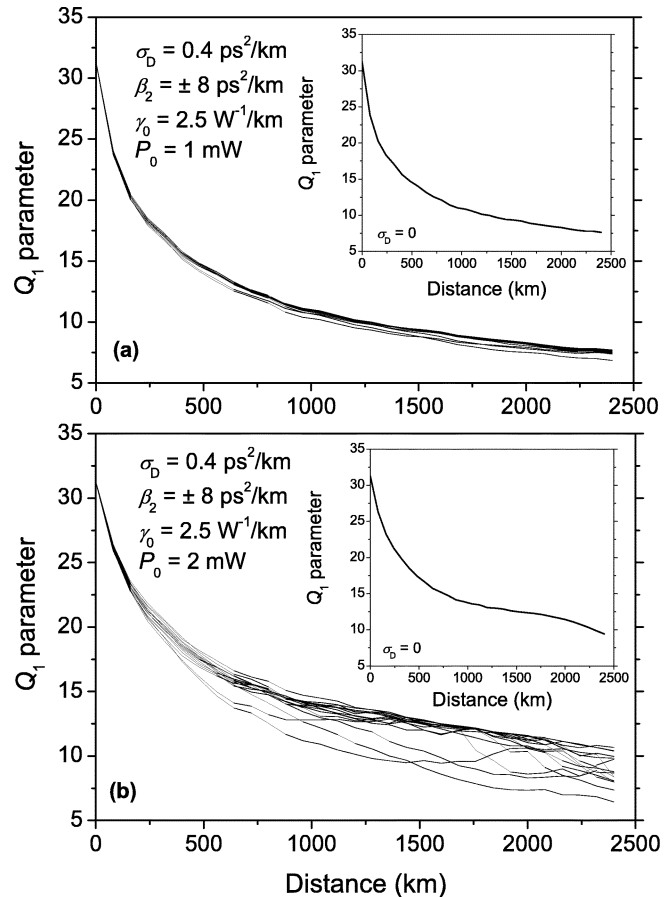 35
30
25
20
15
10
5
Q₁ parameter
σ_D = 0.4 ps²/km
β₂ = ± 8 ps²/km
γ₀ = 2.5 W⁻¹/km
P₀ = 1 mW
(a)
0 500 1000 1500 2000 2500
35
30
25
20
15
10
5
Q₁ parameter
σ_D = 0
0 500 1000 1500 2000 2500
Distance (km)
35
30
25
20
15
10
5
Q₁ parameter
σ_D = 0.4 ps²/km
β₂ = ± 8 ps²/km
γ₀ = 2.5 W⁻¹/km
P₀ = 2 mW
(b)
0 500 1000 1500 2000 2500
Distance (km)
35
30
25
20
15
10
5
Q₁ parameter
σ_D = 0
0 500 1000 1500 2000 2500
Distance (km)